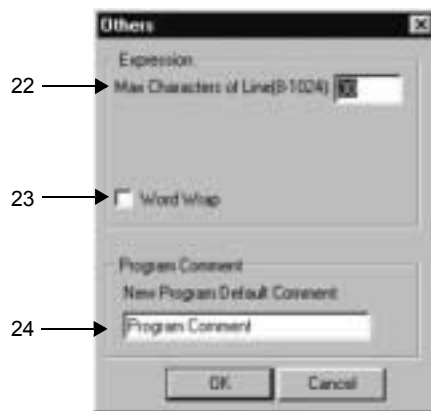 Others
Expression
22
Max Characters of Line(8-1024)
23
Word Wrap
Program Comment
New Program Default Comment
24
Program Comment
OK
Cancel